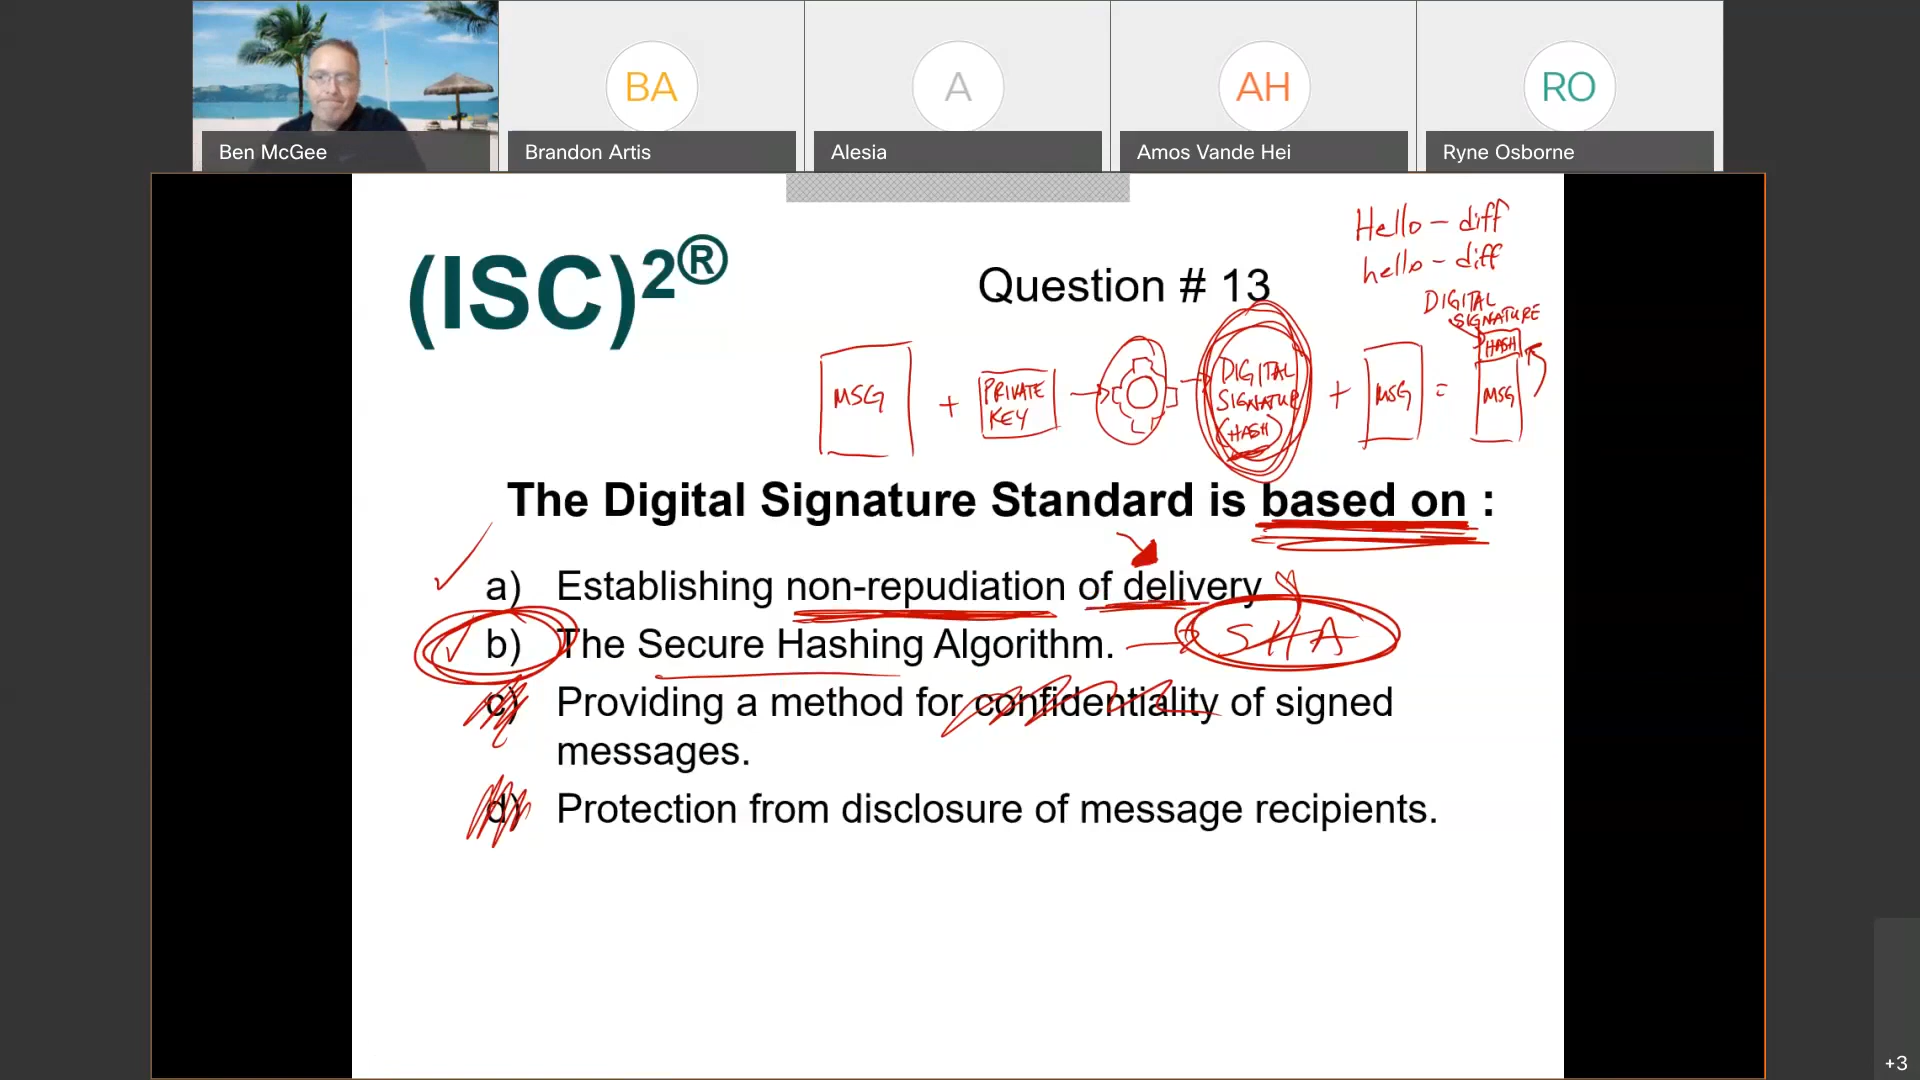 BA
A
AH
RO
Ben McGee
Brandon Artis
Alesia
Amos Vande Hei
Ryne Osborne
(ISC)2®
Question # 13
Hello - diff
hello - diff
DIGITAL
SIGNATURE
HASH
MSG
+
PRIVATE
KEY
DIGITAL
SIGNATUR
(HASH)
+
MSG
=
MSG
The Digital Signature Standard is based on :
a) Establishing non-repudiation of delivery
b) The Secure Hashing Algorithm.
SHA
c) Providing a method for confidentiality of signed
messages.
d) Protection from disclosure of message recipients.
+3